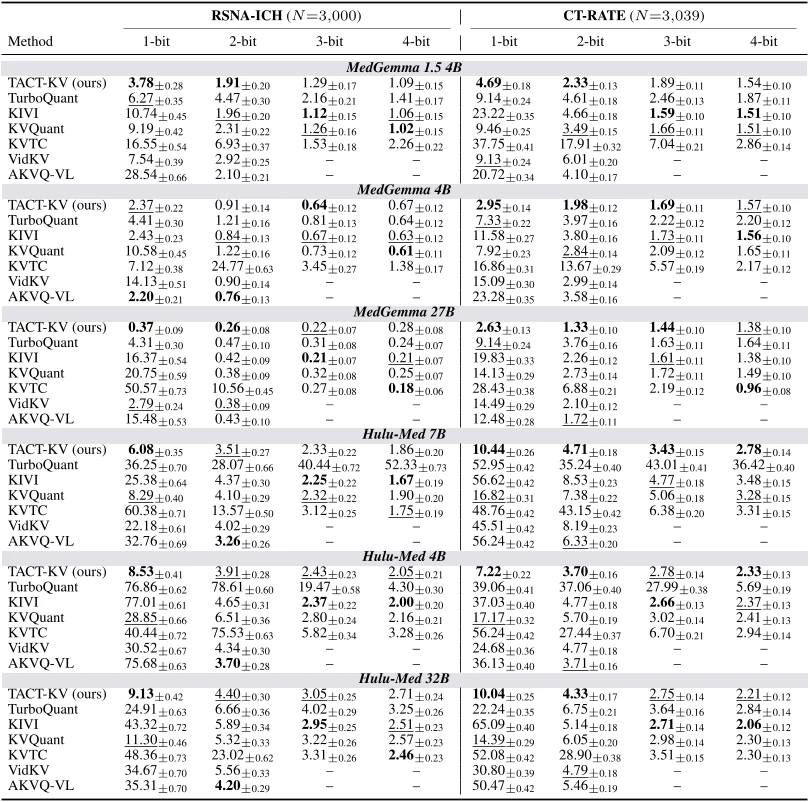 RSNA-ICH (N=3,000) | CT-RATE (N=3,039)
Method 1-bit 2-bit 3-bit 4-bit | 1-bit 2-bit 3-bit 4-bit
MedGemma 1.5 4B
TACT-KV (ours) 3.78±0.28 1.91±0.20 1.29±0.17 1.09±0.15 4.69±0.18 2.33±0.13 1.89±0.11 1.54±0.10
TurboQuant 6.27±0.35 4.47±0.30 2.16±0.21 1.41±0.17 9.14±0.24 4.61±0.18 2.46±0.13 1.87±0.11
KIVI 10.74±0.45 1.96±0.20 1.12±0.15 1.06±0.15 23.22±0.35 4.66±0.18 1.59±0.10 1.51±0.10
KVQuant 9.19±0.42 2.31±0.22 1.26±0.16 1.02±0.15 9.46±0.25 3.49±0.15 1.66±0.11 1.51±0.10
KVTC 16.55±0.54 6.93±0.37 1.53±0.18 2.26±0.22 37.75±0.41 17.91±0.32 7.04±0.21 2.86±0.14
VidKV 7.54±0.39 2.92±0.25 – – 9.13±0.24 6.01±0.20 – –
AKVQ-VL 28.54±0.66 2.10±0.21 – – 20.72±0.34 4.10±0.17 – –
MedGemma 4B
TACT-KV (ours) 2.37±0.22 0.91±0.14 0.64±0.12 0.67±0.12 2.95±0.14 1.98±0.12 1.69±0.11 1.57±0.10
TurboQuant 4.41±0.30 1.21±0.16 0.81±0.13 0.64±0.12 7.33±0.22 3.97±0.16 2.22±0.12 2.20±0.12
KIVI 2.43±0.23 0.84±0.13 0.67±0.12 0.63±0.12 11.58±0.27 3.80±0.16 1.73±0.11 1.56±0.10
KVQuant 10.58±0.45 1.22±0.16 0.73±0.12 0.61±0.11 7.92±0.23 2.84±0.14 2.09±0.12 1.65±0.11
KVTC 7.12±0.38 24.77±0.63 3.45±0.27 1.38±0.17 16.86±0.31 13.67±0.29 5.57±0.19 2.17±0.12
VidKV 14.13±0.51 0.90±0.14 – – 15.09±0.30 2.99±0.14 – –
AKVQ-VL 2.20±0.21 0.76±0.13 – – 23.28±0.35 3.58±0.16 – –
MedGemma 27B
TACT-KV (ours) 0.37±0.09 0.26±0.08 0.22±0.07 0.28±0.08 2.63±0.13 1.33±0.10 1.44±0.10 1.38±0.10
TurboQuant 4.31±0.30 0.47±0.10 0.31±0.08 0.24±0.07 9.14±0.24 3.76±0.16 1.63±0.11 1.64±0.11
KIVI 16.37±0.54 0.42±0.09 0.21±0.07 0.21±0.07 19.83±0.33 2.26±0.12 1.61±0.11 1.38±0.10
KVQuant 20.75±0.59 0.38±0.09 0.32±0.08 0.25±0.07 14.13±0.29 2.73±0.14 1.72±0.11 1.49±0.10
KVTC 50.57±0.73 10.56±0.45 0.27±0.08 0.18±0.06 28.43±0.38 6.88±0.21 2.19±0.12 0.96±0.08
VidKV 2.79±0.24 0.38±0.09 – – 14.49±0.29 2.10±0.12 – –
AKVQ-VL 15.48±0.53 0.43±0.10 – – 12.48±0.28 1.72±0.11 – –
Hulu-Med 7B
TACT-KV (ours) 6.08±0.35 3.51±0.27 2.33±0.22 1.86±0.20 10.44±0.26 4.71±0.18 3.43±0.15 2.78±0.14
TurboQuant 36.25±0.70 28.07±0.66 40.44±0.72 52.33±0.73 52.95±0.42 35.24±0.40 43.01±0.41 36.42±0.40
KIVI 25.38±0.64 4.37±0.30 2.25±0.22 1.67±0.19 56.62±0.42 8.53±0.23 4.77±0.18 3.48±0.15
KVQuant 8.29±0.40 4.10±0.29 2.32±0.22 1.90±0.20 16.82±0.31 7.38±0.22 5.06±0.18 3.28±0.15
KVTC 60.38±0.71 13.57±0.50 3.12±0.25 1.75±0.19 48.76±0.42 43.15±0.42 6.38±0.20 3.31±0.15
VidKV 22.18±0.61 4.02±0.29 – – 45.51±0.42 8.19±0.23 – –
AKVQ-VL 32.76±0.69 3.26±0.26 – – 56.24±0.42 6.33±0.20 – –
Hulu-Med 4B
TACT-KV (ours) 8.53±0.41 3.91±0.28 2.43±0.23 2.05±0.21 7.22±0.22 3.70±0.16 2.78±0.14 2.33±0.13
TurboQuant 76.86±0.62 78.61±0.60 19.47±0.58 4.30±0.30 39.06±0.41 37.06±0.40 27.99±0.38 5.69±0.19
KIVI 77.01±0.61 4.65±0.31 2.37±0.22 2.00±0.20 37.03±0.40 4.77±0.18 2.66±0.13 2.37±0.13
KVQuant 28.85±0.66 6.51±0.36 2.80±0.24 2.16±0.21 17.17±0.32 5.70±0.19 3.02±0.14 2.41±0.13
KVTC 40.44±0.72 75.53±0.63 5.82±0.34 3.28±0.26 56.24±0.42 27.44±0.37 6.70±0.21 2.94±0.14
VidKV 30.52±0.67 4.34±0.30 – – 24.68±0.36 4.77±0.18 – –
AKVQ-VL 75.68±0.63 3.70±0.28 – – 36.13±0.40 3.71±0.16 – –
Hulu-Med 32B
TACT-KV (ours) 9.13±0.42 4.40±0.30 3.05±0.25 2.71±0.24 10.04±0.25 4.33±0.17 2.75±0.14 2.21±0.12
TurboQuant 24.91±0.63 6.66±0.36 4.02±0.29 3.25±0.26 22.24±0.35 6.75±0.21 3.64±0.16 2.84±0.14
KIVI 43.32±0.72 5.89±0.34 2.95±0.25 2.51±0.23 65.09±0.40 5.14±0.18 2.71±0.14 2.06±0.12
KVQuant 11.30±0.46 5.32±0.33 3.22±0.26 2.57±0.23 14.39±0.29 6.05±0.20 2.98±0.14 2.30±0.13
KVTC 48.36±0.73 23.02±0.62 3.31±0.26 2.46±0.23 52.08±0.42 28.90±0.38 3.51±0.15 2.30±0.13
VidKV 34.67±0.70 5.56±0.33 – – 30.80±0.39 4.79±0.18 – –
AKVQ-VL 35.31±0.70 4.20±0.29 – – 50.47±0.42 5.46±0.19 – –